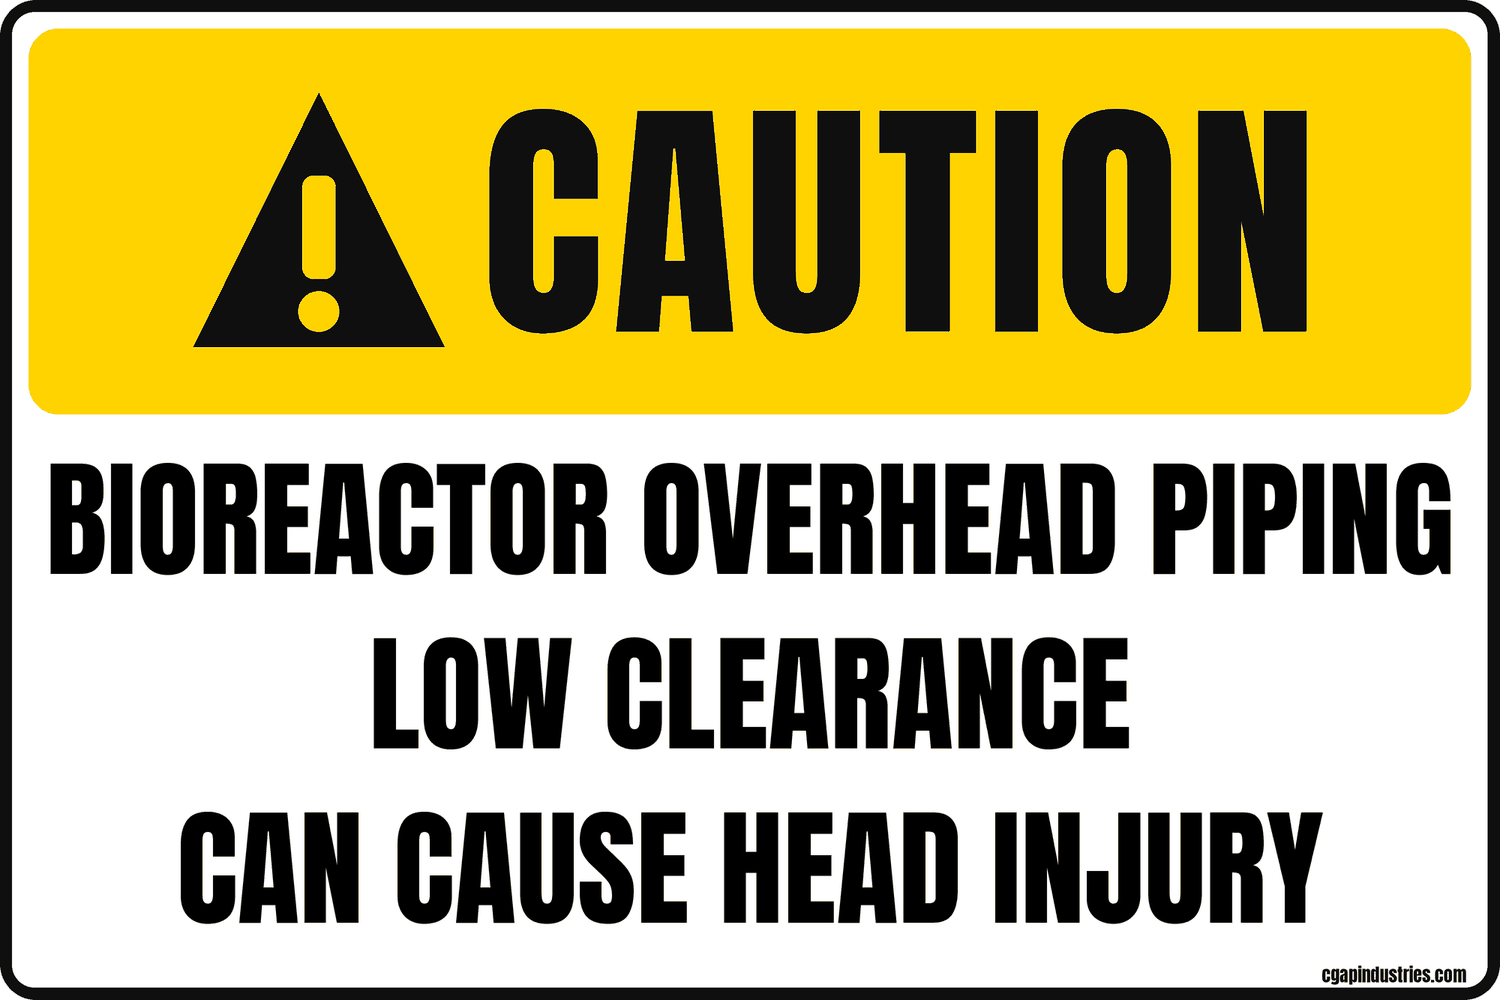 CAUTION
BIOREACTOR OVERHEAD PIPING
LOW CLEARANCE
CAN CAUSE HEAD INJURY
cgapindustries.com